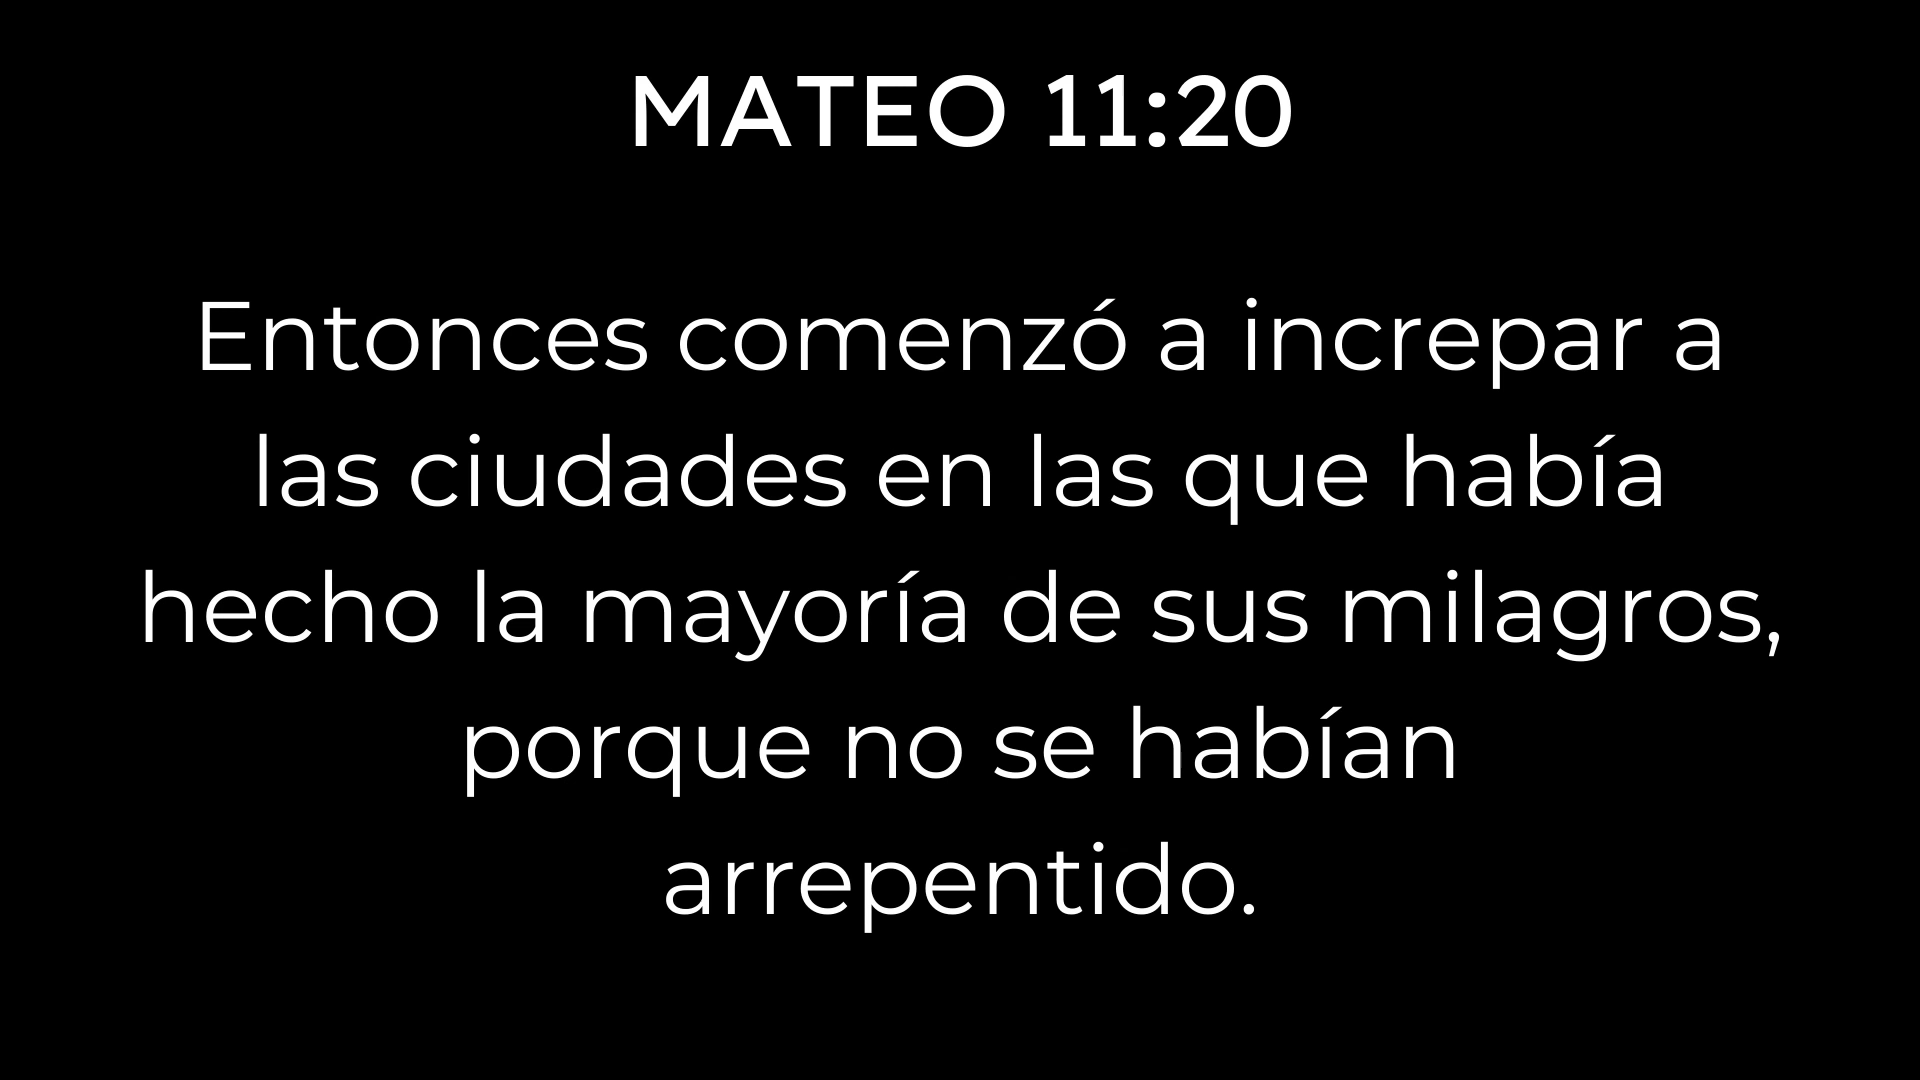 MATEO 11:20
Entonces comenzó a increpar a
las ciudades en las que había
hecho la mayoría de sus milagros,
porque no se habían
arrepentido.